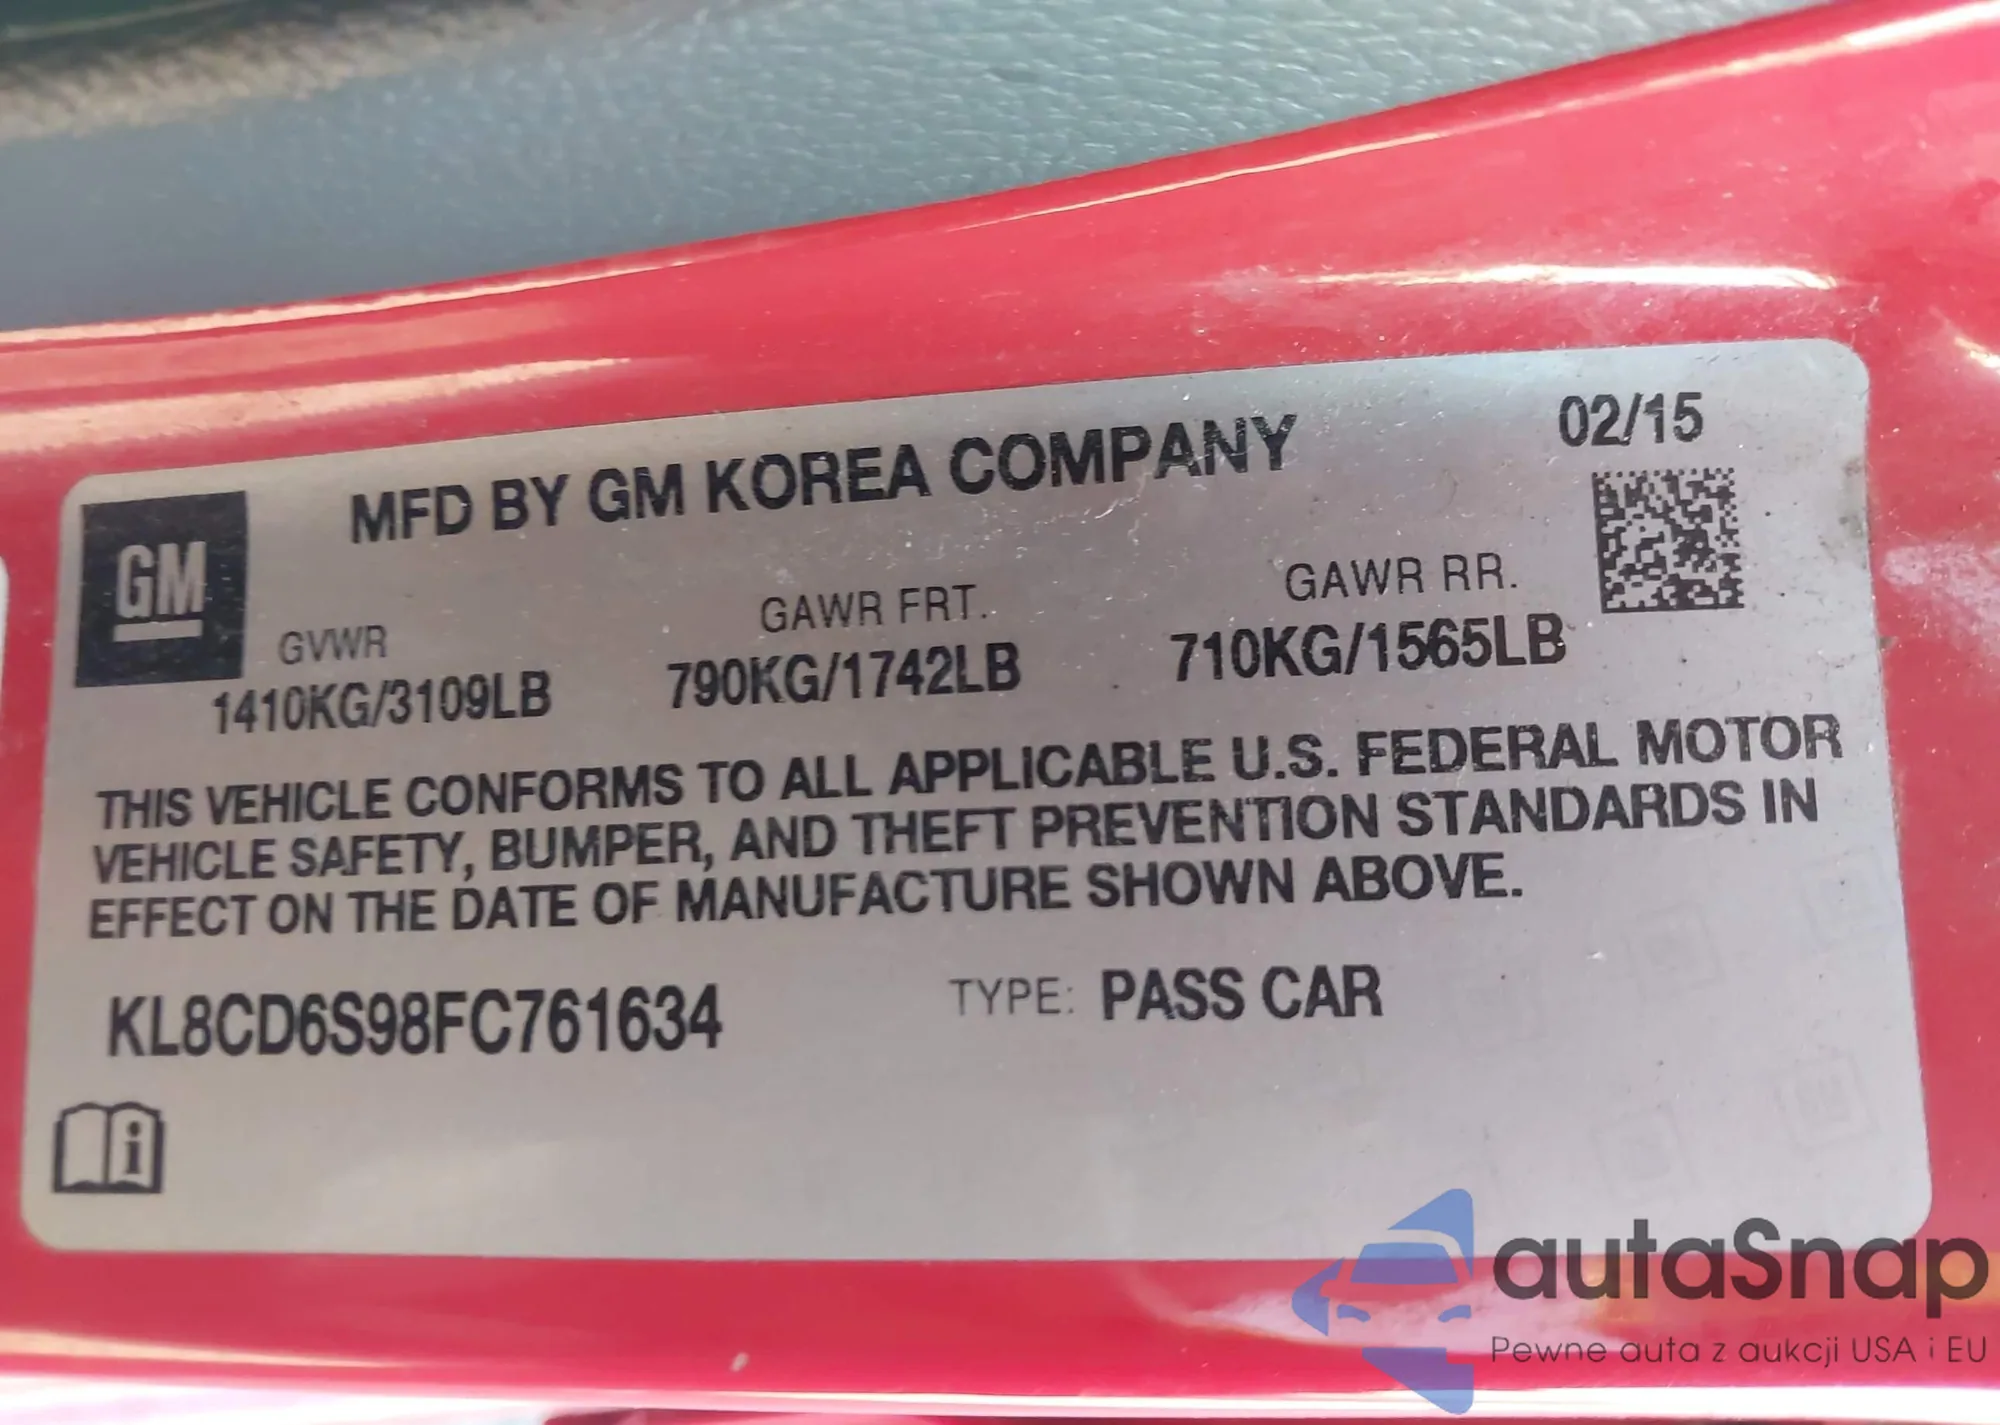 MFD BY GM KOREA COMPANY
02/15
GM
GVWR
GAWR FRT.
GAWR RR.
1410KG/3109LB
790KG/1742LB
710KG/1565LB
THIS VEHICLE CONFORMS TO ALL APPLICABLE U.S. FEDERAL MOTOR
VEHICLE SAFETY, BUMPER, AND THEFT PREVENTION STANDARDS IN
EFFECT ON THE DATE OF MANUFACTURE SHOWN ABOVE.
KL8CD6S98FC761634
TYPE: PASS CAR
i
autaSnap
Pewne auta z aukcji USA i EU